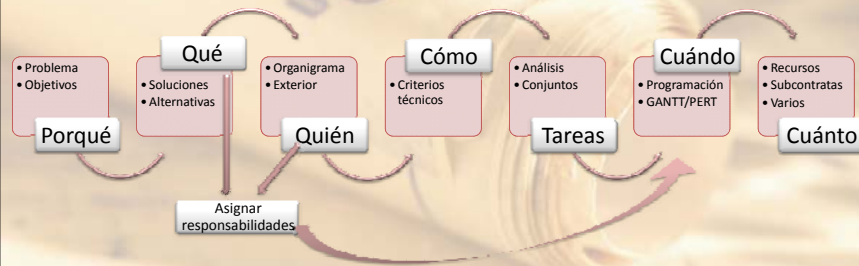 • Problema
• Objetivos
Porqué
Qué
• Soluciones
• Alternativas
• Organigrama
• Exterior
Quién
Cómo
• Criterios
técnicos
• Análisis
• Conjuntos
Tareas
Cuándo
• Programación
• GANTT/PERT
• Recursos
• Subcontratas
• Varios
Cuánto
Asignar
responsabilidades